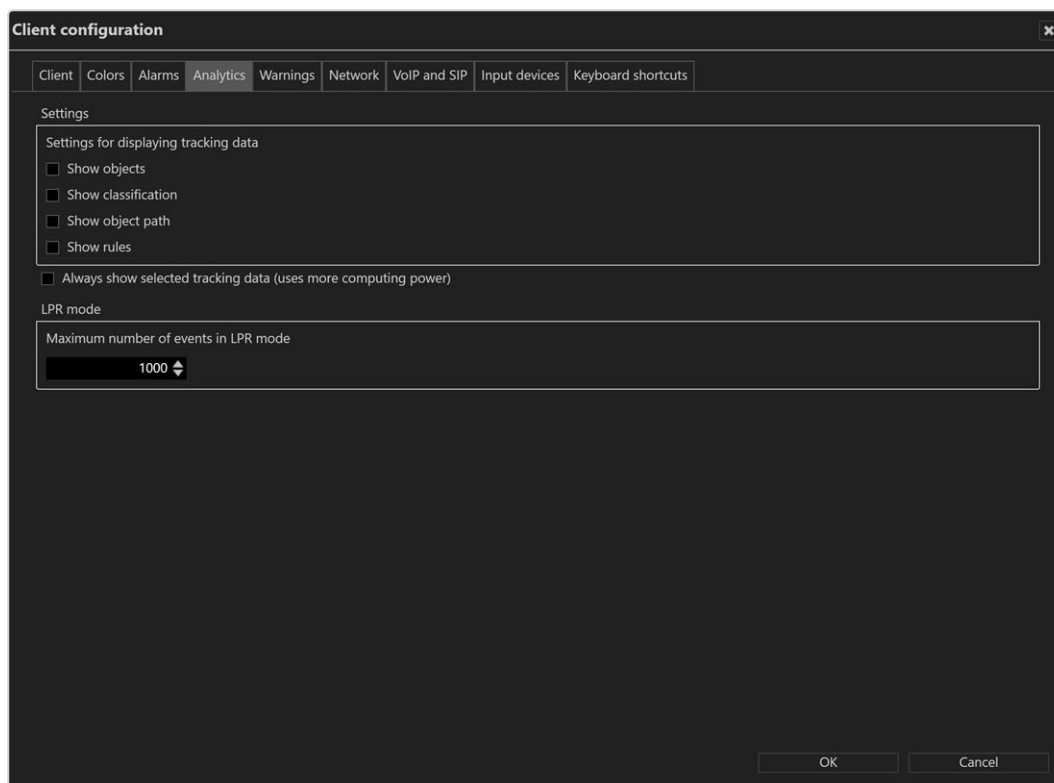 Client configuration
Client Colors Alarms Analytics Warnings Network VoIP and SIP Input devices Keyboard shortcuts
Settings
Settings for displaying tracking data
Show objects
Show classification
Show object path
Show rules
Always show selected tracking data (uses more computing power)
LPR mode
Maximum number of events in LPR mode
1000
OK Cancel